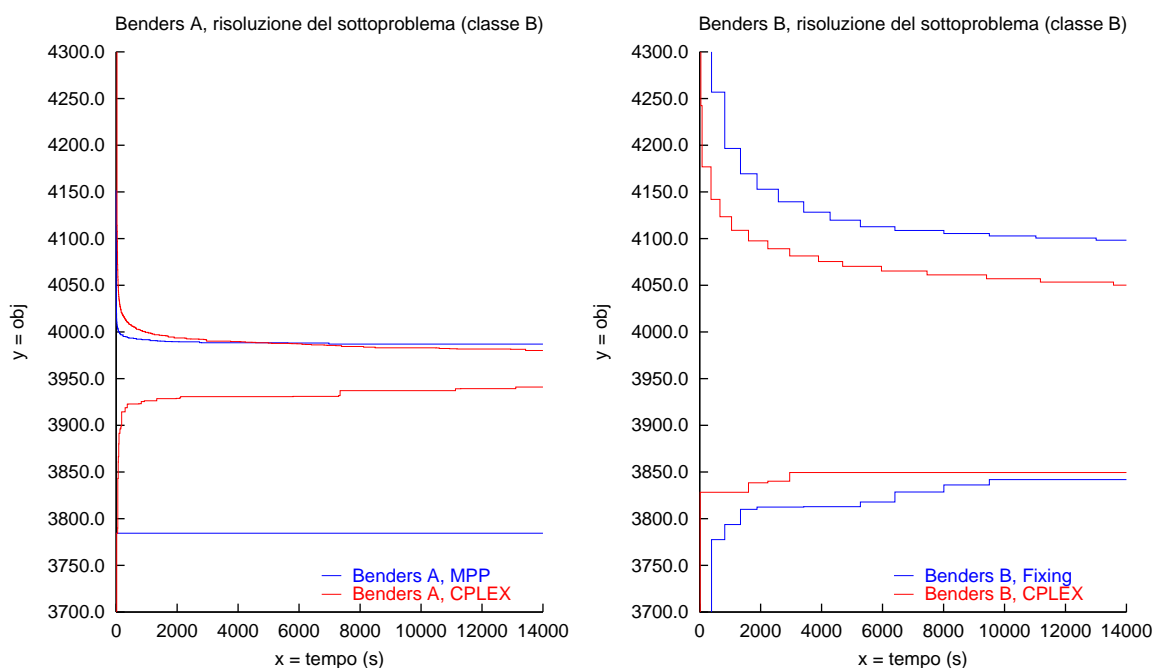 Benders A, risoluzione del sottoproblema (classe B)
4300.0
4250.0
4200.0
4150.0
4100.0
4050.0
4000.0
3950.0
3900.0
3850.0
3800.0
3750.0
3700.0
y = obj
Benders A, MPP
Benders A, CPLEX
0 2000 4000 6000 8000 10000 12000 14000
x = tempo (s)
Benders B, risoluzione del sottoproblema (classe B)
4300.0
4250.0
4200.0
4150.0
4100.0
4050.0
4000.0
3950.0
3900.0
3850.0
3800.0
3750.0
3700.0
y = obj
Benders B, Fixing
Benders B, CPLEX
0 2000 4000 6000 8000 10000 12000 14000
x = tempo (s)